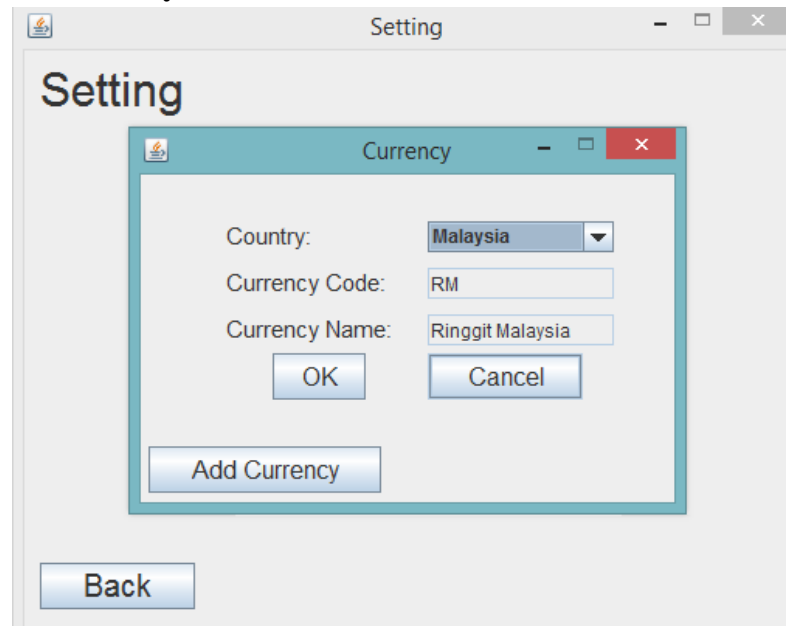 Setting
Setting
Currency
Country: Malaysia
Currency Code: RM
Currency Name: Ringgit Malaysia
OK Cancel
Add Currency
Back